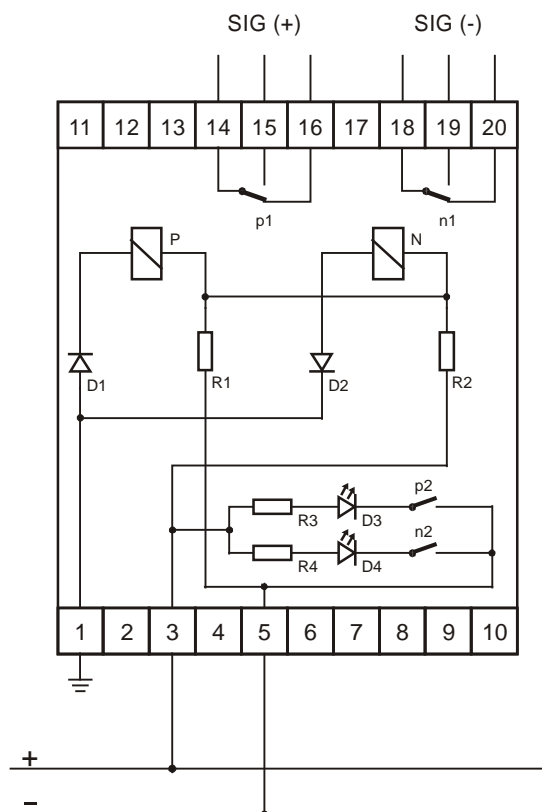 SIG (+) SIG (-)
11 12 13 14 15 16 17 18 19 20
p1 n1
P N
D1 R1 D2 R2
p2
R3 D3
n2
R4 D4
1 2 3 4 5 6 7 8 9 10
+
-